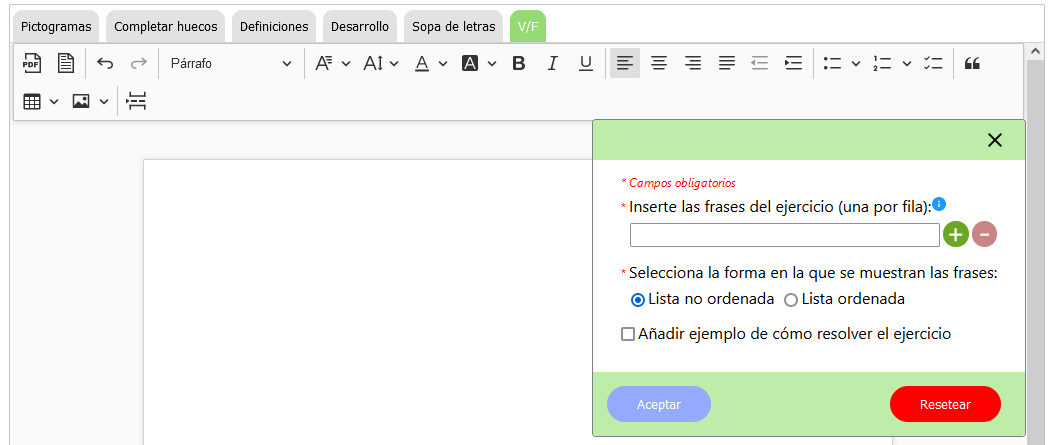 Pictogramas Completar huecos Definiciones Desarrollo Sopa de letras V/F
PDF Párrafo A A A A B I U
* Campos obligatorios
* Inserte las frases del ejercicio (una por fila): i
* Selecciona la forma en la que se muestran las frases:
Lista no ordenada Lista ordenada
Añadir ejemplo de cómo resolver el ejercicio
Aceptar Resetear